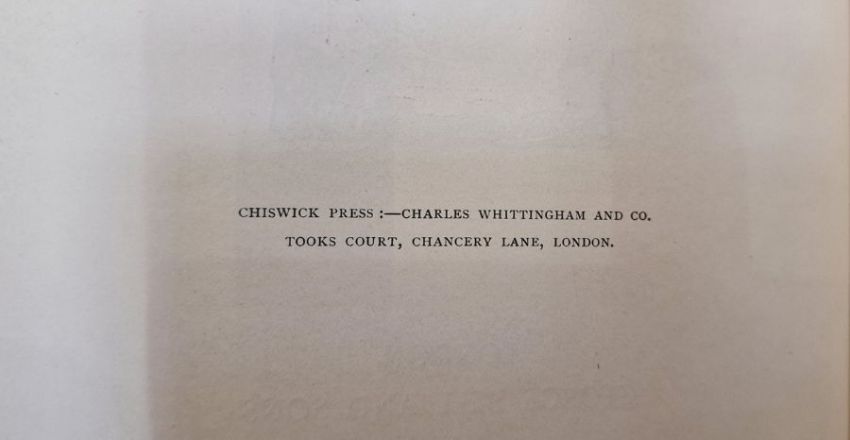 CHISWICK PRESS :—CHARLES WHITTINGHAM AND CO.
TOOKS COURT, CHANCERY LANE, LONDON.